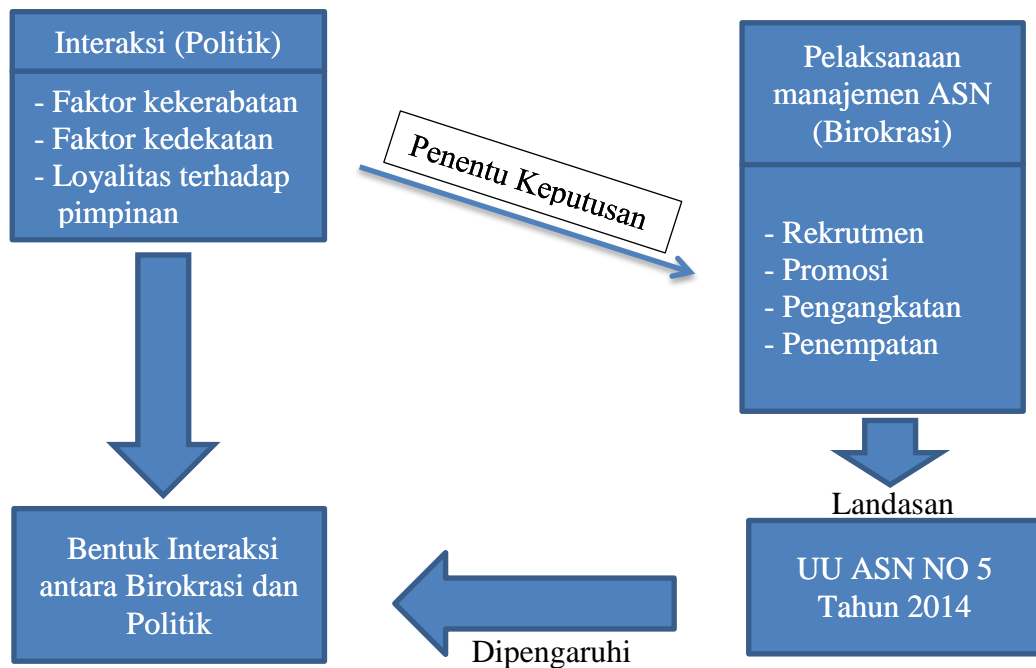 Interaksi (Politik)
- Faktor kekerabatan
- Faktor kedekatan
- Loyalitas terhadap
pimpinan
Penentu Keputusan
Pelaksanaan
manajemen ASN
(Birokrasi)
- Rekrutmen
- Promosi
- Pengangkatan
- Penempatan
Landasan
UU ASN NO 5
Tahun 2014
Dipengaruhi
Bentuk Interaksi
antara Birokrasi dan
Politik